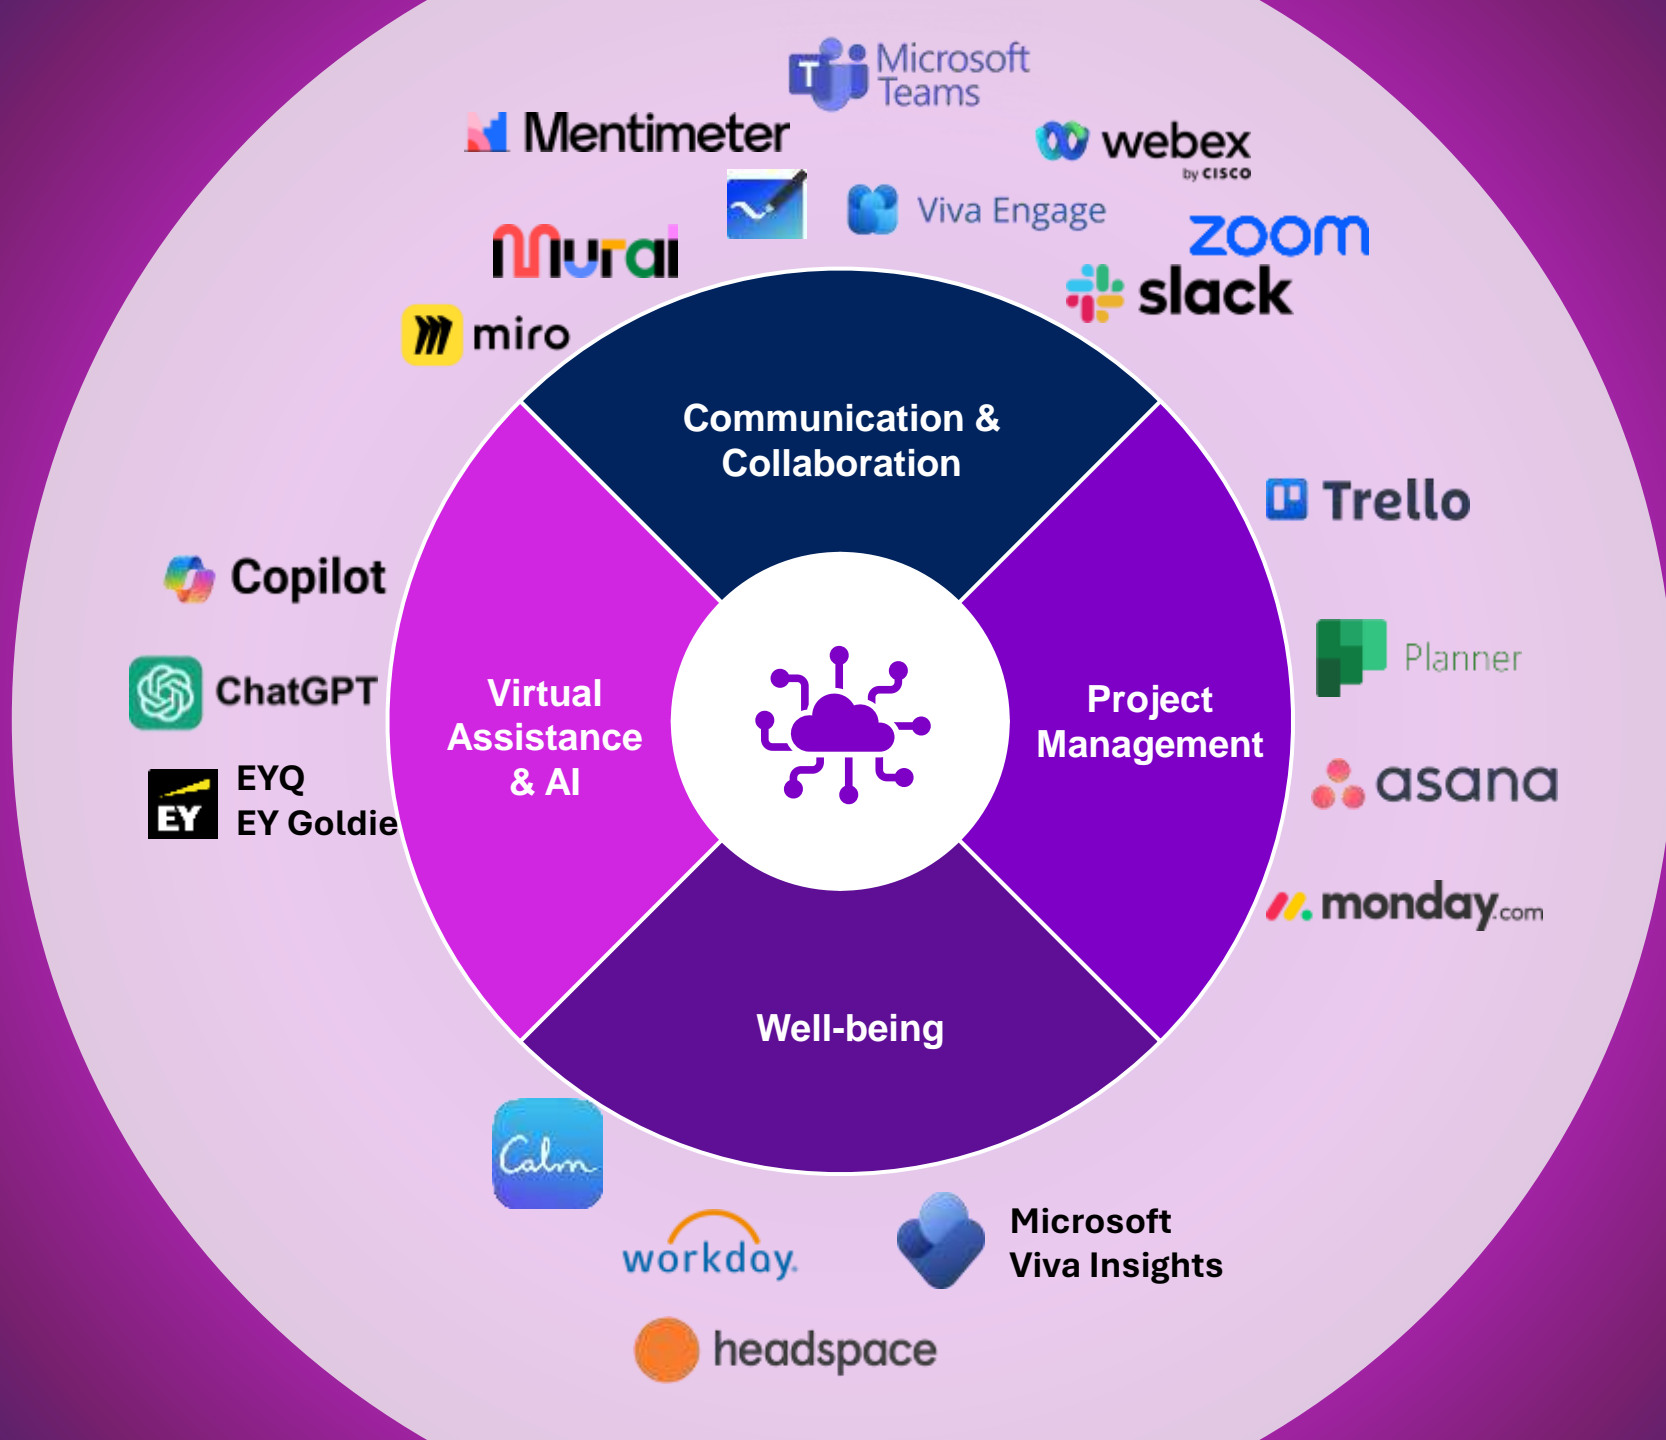 Microsoft
Teams
Mentimeter
webex
by CISCO
Viva Engage
zoom
mural
slack
miro
Communication &
Collaboration
Trello
Copilot
Planner
ChatGPT
Virtual
Assistance
& AI
Project
Management
asana
EY
EYQ
EY Goldie
monday.com
Well-being
Calm
workday.
Microsoft
Viva Insights
headspace